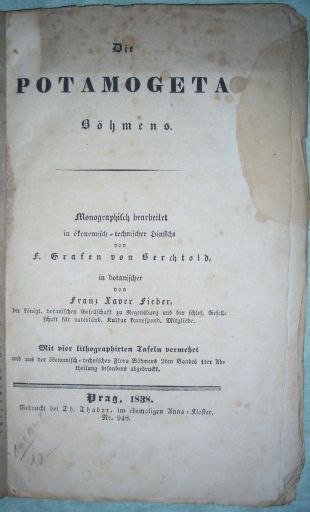 Die
POTAMOGETA
Böhmens.
Monographisch bearbeitet
in ökonomisch-technischer Hinsicht
von
F. Grafen von Berchtold,
in botanischer
von
Franz Xaver Fieber,
der königl. botanischen Gesellschaft zu Regensburg und der schles. Gesell-
schaft für vaterländ. Kultur korrespond. Mitgliede.
Mit vier lithographirten Tafeln vermehrt
und aus der ökonomisch-technischen Flora Böhmens 2ten Bandes 1ter Ab-
theilung besonders abgedruckt.
Prag, 1838.
Gedruckt bei Th. Thabor, im ehemaligen Anna-Kloster,
Nr. 948.
10